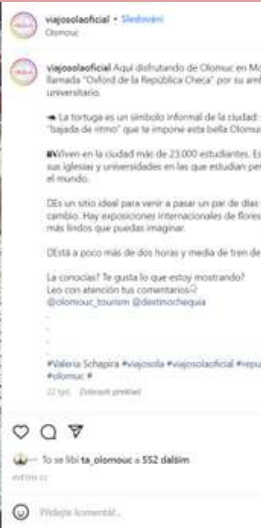 viajosolaoficial • Sledování
Olomouc
viajosolaoficial Aquí disfrutando de Olomuc en Mo
llamada "Oxford de la República Checa" por su amb
universitario.
La tortuga es un símbolo informal de la ciudad:
"bajada de ritmo" que te impone esta bella Olomuc
Viven en la ciudad más de 23.000 estudiantes. Es
sus iglesias y universidades en las que estudian per
el mundo.
Es un sitio ideal para venir a pasar un par de días
cambio. Hay exposiciones internacionales de flores
más lindos que puedas imaginar.
Está a poco más de dos horas y media de tren de
La conocías? Te gusta lo que estoy mostrando?
Leo con atención tus comentarios
@olomouc_tourism @destinochequia
.
.
.
.
#Valeria Schapira #viajosola #viajosolaoficial #repu
#olomuc #
22 týd. Zobrazit překlad
To se líbí ta_olomouc a 552 dalším
Přidejte komentář...